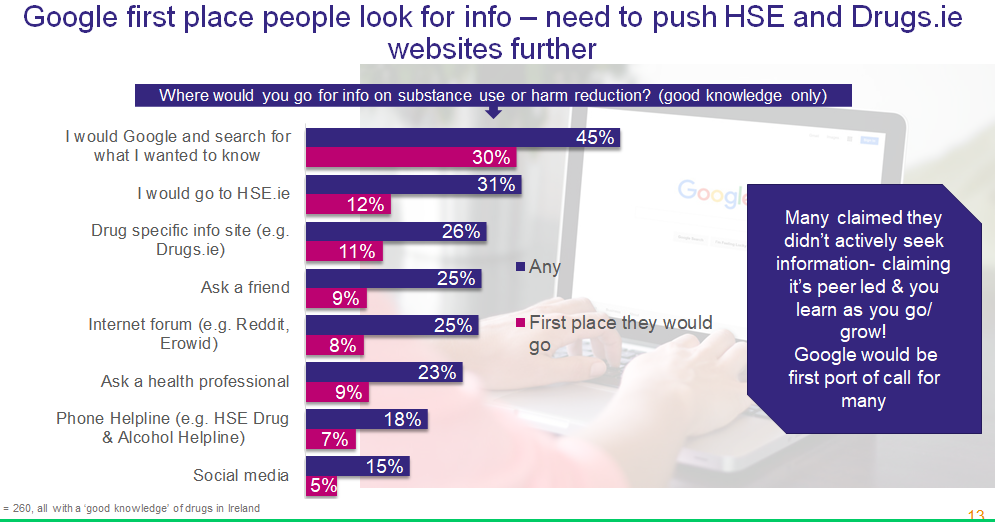 Google first place people look for info – need to push HSE and Drugs.ie
websites further
Where would you go for info on substance use or harm reduction? (good knowledge only)
I would Google and search for
what I wanted to know
45%
30%
I would go to HSE.ie
31%
12%
Drug specific info site (e.g.
Drugs.ie)
26%
11%
Ask a friend
25%
9%
Internet forum (e.g. Reddit,
Erowid)
25%
8%
Ask a health professional
23%
9%
Phone Helpline (e.g. HSE Drug
& Alcohol Helpline)
18%
7%
Social media
15%
5%
Any
First place they would
go
Many claimed they
didn’t actively seek
information- claiming
it’s peer led & you
learn as you go/
grow!
Google would be
first port of call for
many
= 260, all with a ‘good knowledge’ of drugs in Ireland
13